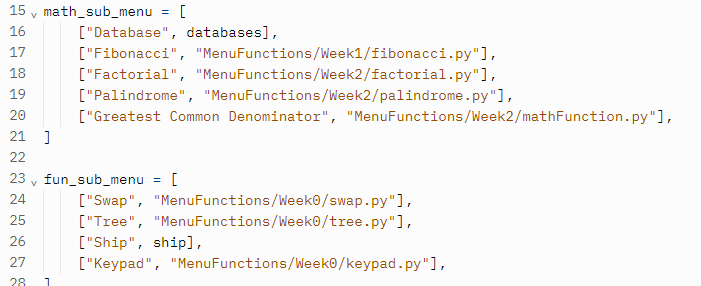 15 math_sub_menu = [
16     ["Database", databases],
17     ["Fibonacci", "MenuFunctions/Week1/fibonacci.py"],
18     ["Factorial", "MenuFunctions/Week2/factorial.py"],
19     ["Palindrome", "MenuFunctions/Week2/palindrome.py"],
20     ["Greatest Common Denominator", "MenuFunctions/Week2/mathFunction.py"],
21 ]
22
23 fun_sub_menu = [
24     ["Swap", "MenuFunctions/Week0/swap.py"],
25     ["Tree", "MenuFunctions/Week0/tree.py"],
26     ["Ship", ship],
27     ["Keypad", "MenuFunctions/Week0/keypad.py"],
28 ]